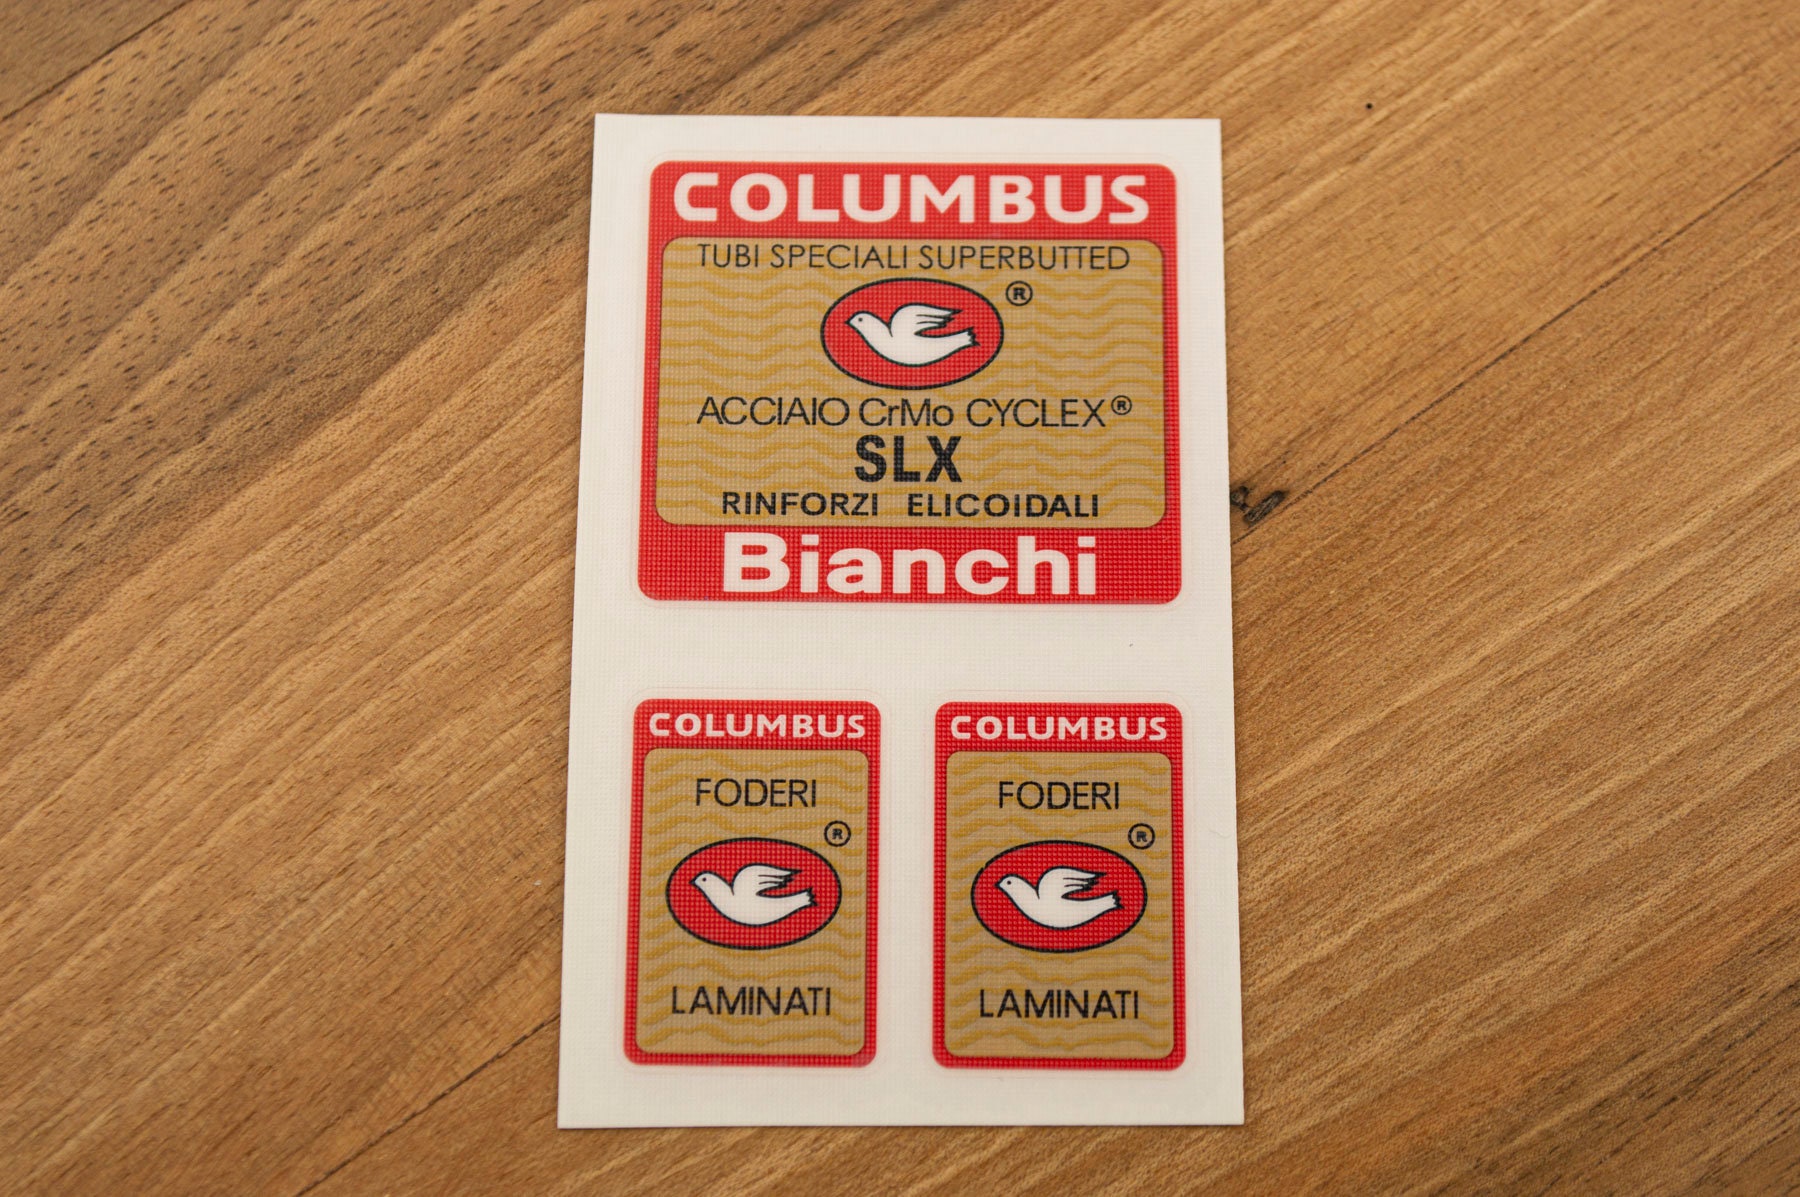 COLUMBUS
TUBI SPECIALI SUPERBUTTED
®
ACCIAIO CrMo CYCLEX®
SLX
RINFORZI ELICOIDALI
Bianchi
COLUMBUS
FODERI
®
LAMINATI
COLUMBUS
FODERI
®
LAMINATI